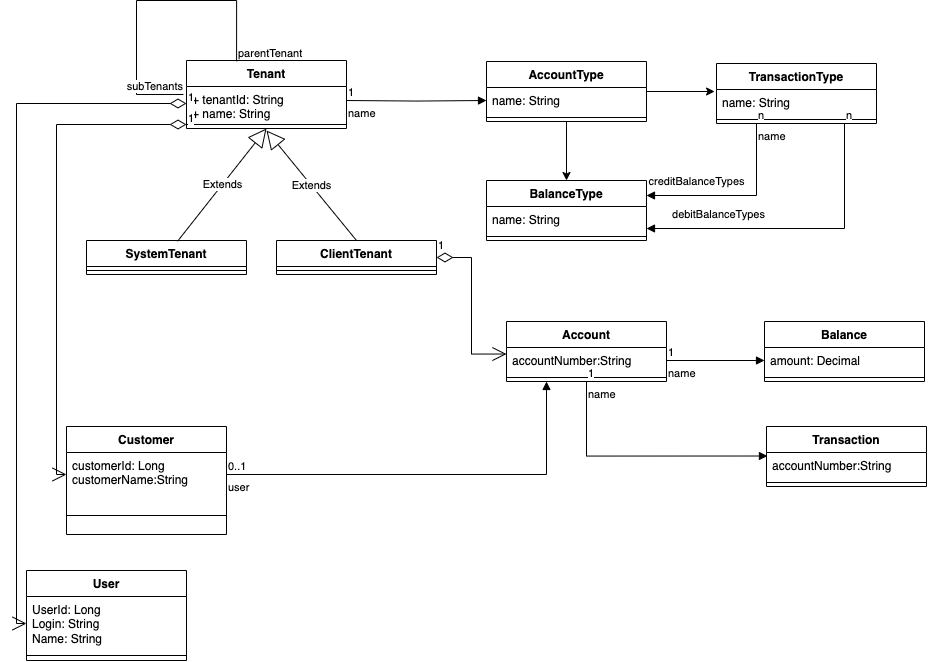 parentTenant
subTenants
Tenant
1
+ tenantId: String
1
+ name: String
1
name
AccountType
name: String
TransactionType
name: String
n
n
name
creditBalanceTypes
debitBalanceTypes
BalanceType
name: String
Extends
Extends
SystemTenant
ClientTenant
1
Account
accountNumber:String
1
name
1
name
Balance
amount: Decimal
Customer
customerId: Long
customerName:String
0..1
user
Transaction
accountNumber:String
User
UserId: Long
Login: String
Name: String